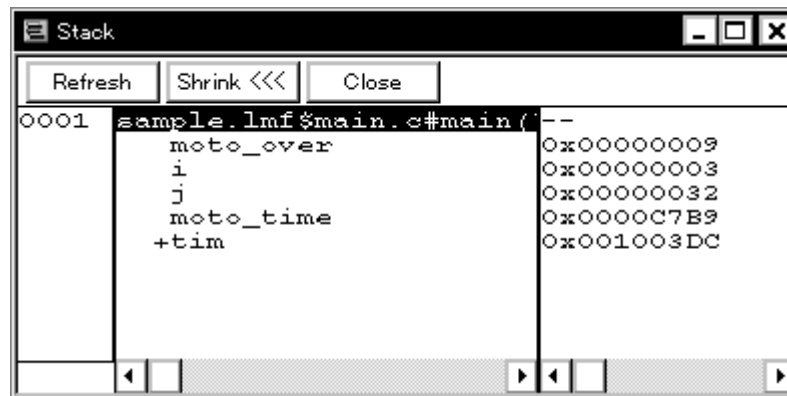 Stack
Refresh Shrink <<< Close
0001 sample.lmf$main.c#main( --
moto_over 0x00000009
i 0x00000003
j 0x00000032
moto_time 0x0000C7B9
+tim 0x001003DC